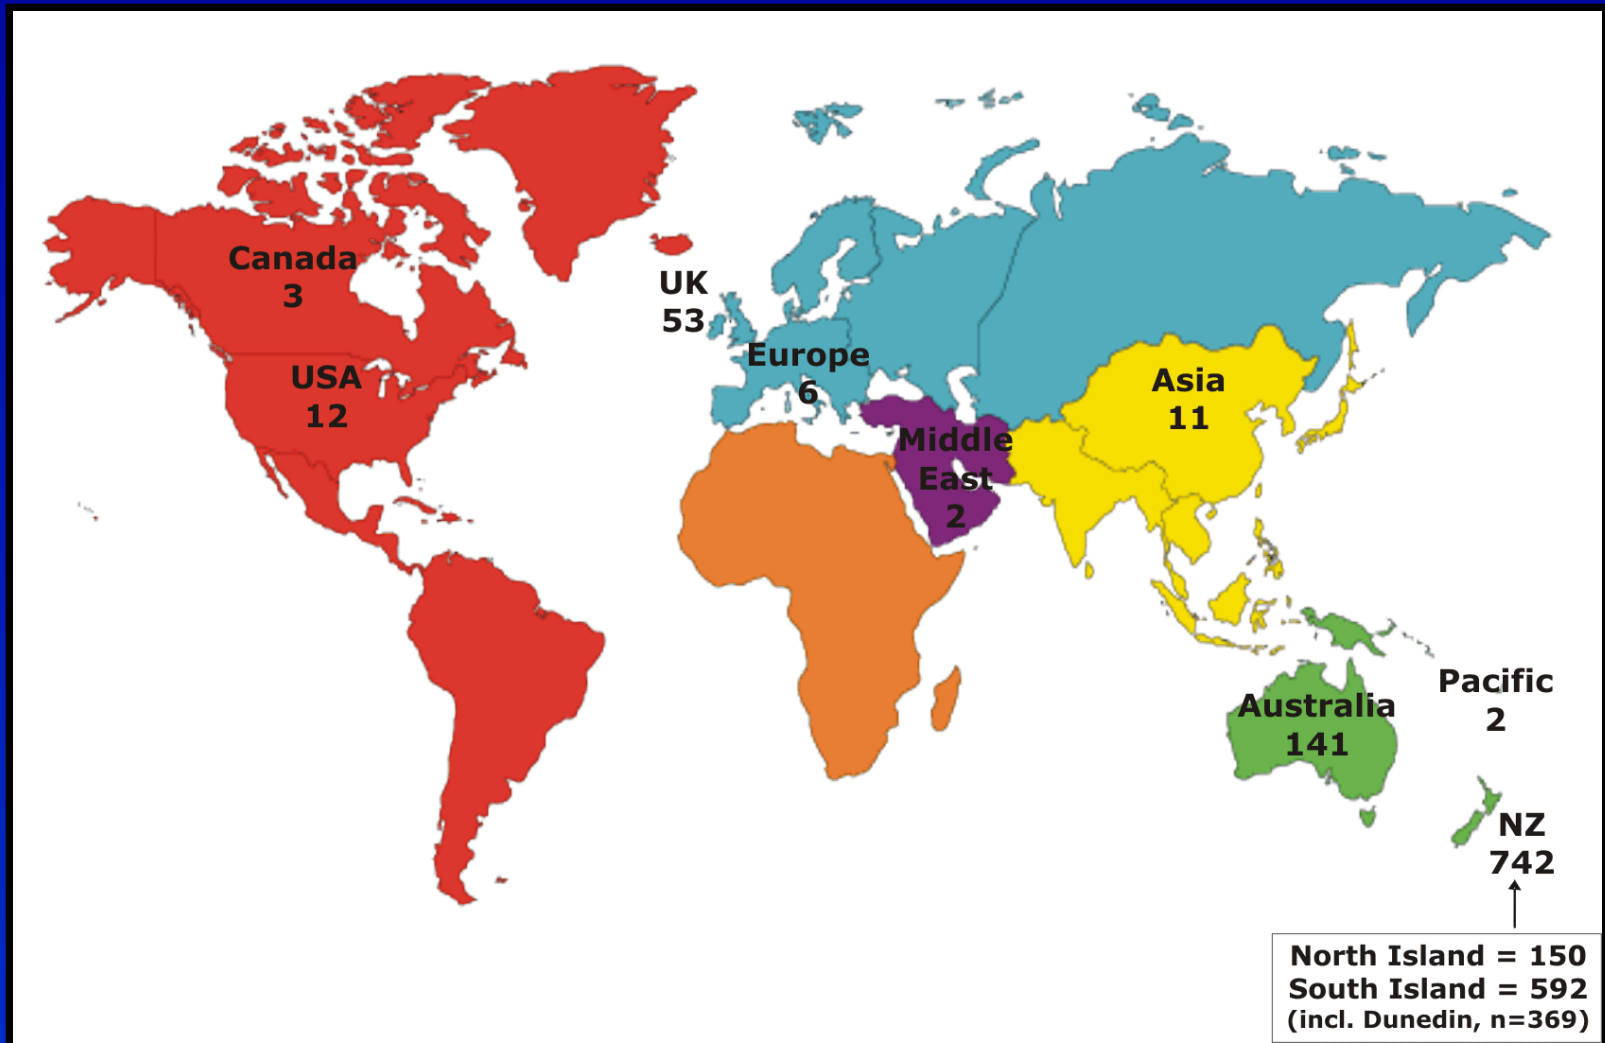 Canada
3
USA
12
UK
53
Europe
6
Middle
East
2
Asia
11
Pacific
2
Australia
141
NZ
742
North Island = 150
South Island = 592
(incl. Dunedin, n=369)